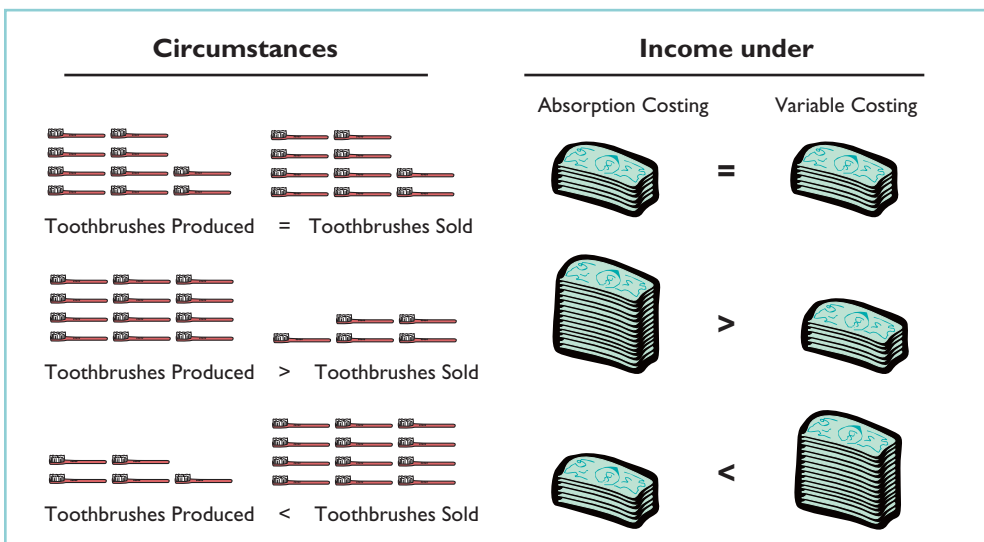 Circumstances
Income under
Absorption Costing Variable Costing
=
Toothbrushes Produced = Toothbrushes Sold
>
Toothbrushes Produced > Toothbrushes Sold
<
Toothbrushes Produced < Toothbrushes Sold